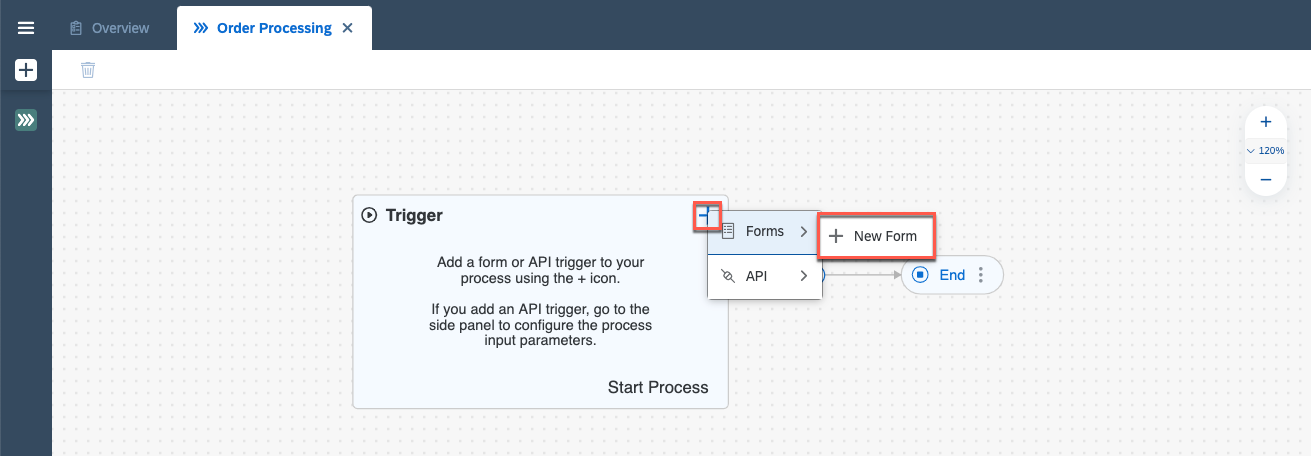 Overview
Order Processing
120%
Trigger
Forms
New Form
Add a form or API trigger to your
process using the + icon.
API
End
If you add an API trigger, go to the
side panel to configure the process
input parameters.
Start Process